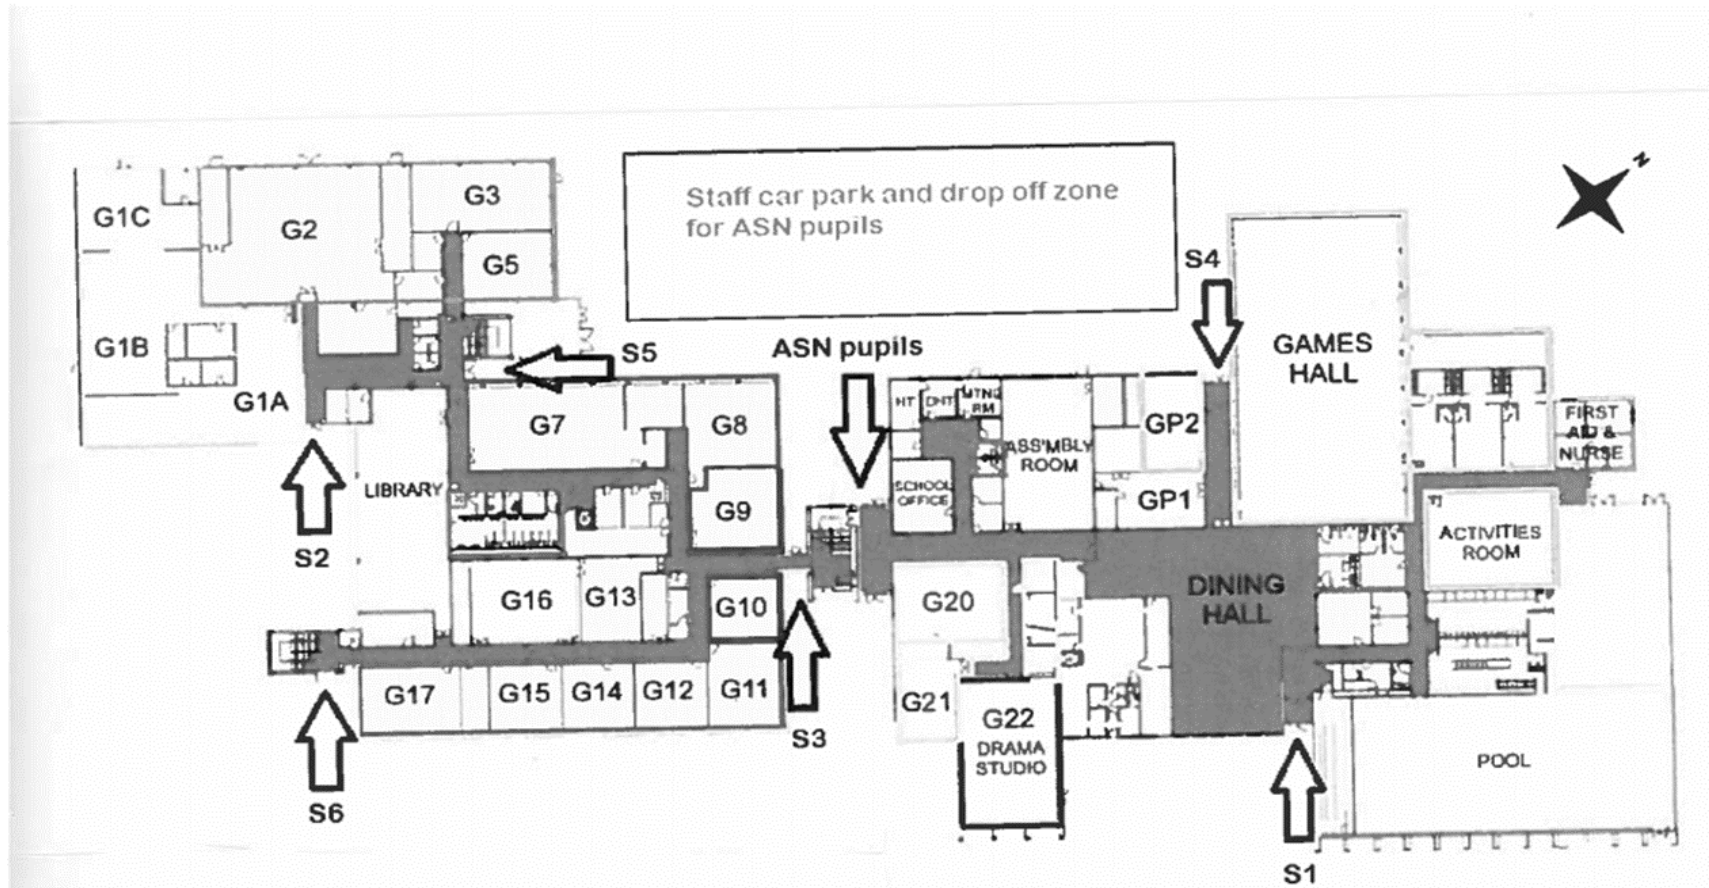 N
Staff car park and drop off zone
for ASN pupils
G1C
G2
G3
G5
S4
G1B
S5
ASN pupils
GAMES
HALL
G1A
G7
G8
HT
DHT
MTNG
RM
GP2
FIRST
AID &
NURSE
ASS'MBLY
ROOM
LIBRARY
SCHOOL
OFFICE
GP1
G9
S2
ACTIVITIES
ROOM
G16
G13
G10
G20
DINING
HALL
G17
G15
G14
G12
G11
G21
G22
DRAMA
STUDIO
S3
POOL
S6
S1